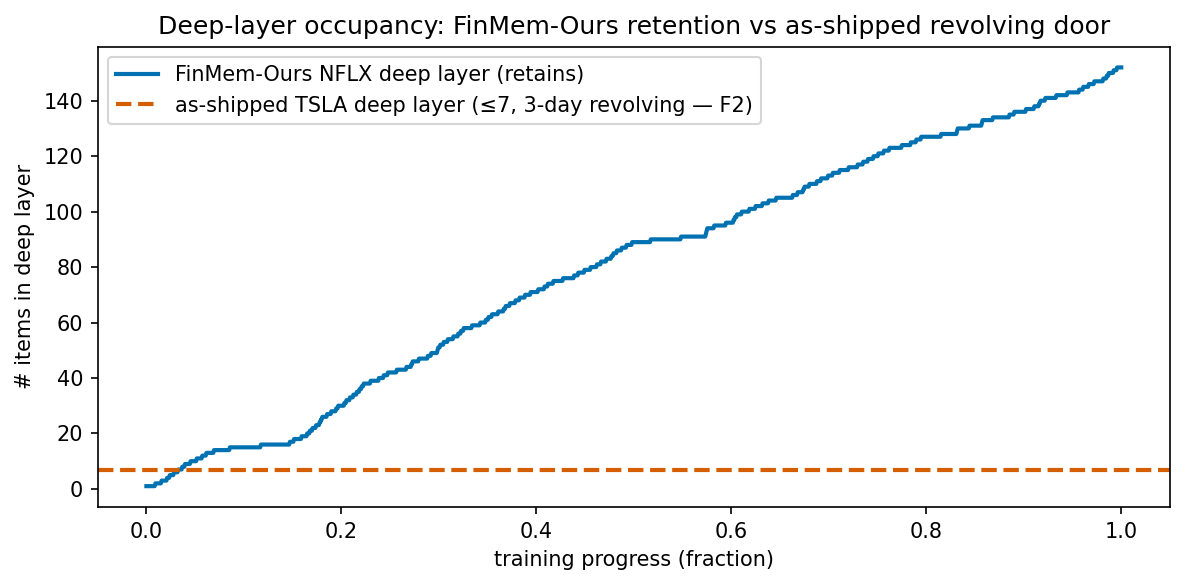 Deep-layer occupancy: FinMem-Ours retention vs as-shipped revolving door
FinMem-Ours NFLX deep layer (retains)
as-shipped TSLA deep layer (≤7, 3-day revolving — F2)
# items in deep layer
140
120
100
80
60
40
20
0
0.0 0.2 0.4 0.6 0.8 1.0
training progress (fraction)